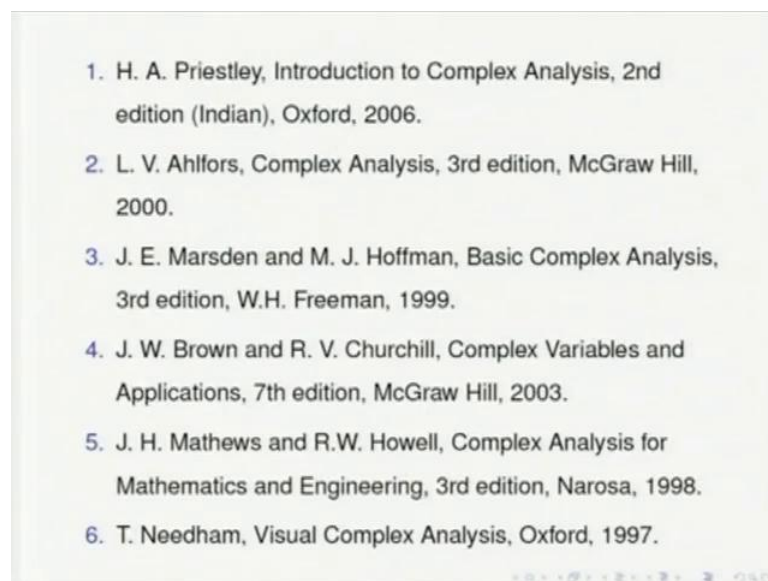 1. H. A. Priestley, Introduction to Complex Analysis, 2nd
edition (Indian), Oxford, 2006.
2. L. V. Ahlfors, Complex Analysis, 3rd edition, McGraw Hill,
2000.
3. J. E. Marsden and M. J. Hoffman, Basic Complex Analysis,
3rd edition, W.H. Freeman, 1999.
4. J. W. Brown and R. V. Churchill, Complex Variables and
Applications, 7th edition, McGraw Hill, 2003.
5. J. H. Mathews and R.W. Howell, Complex Analysis for
Mathematics and Engineering, 3rd edition, Narosa, 1998.
6. T. Needham, Visual Complex Analysis, Oxford, 1997.